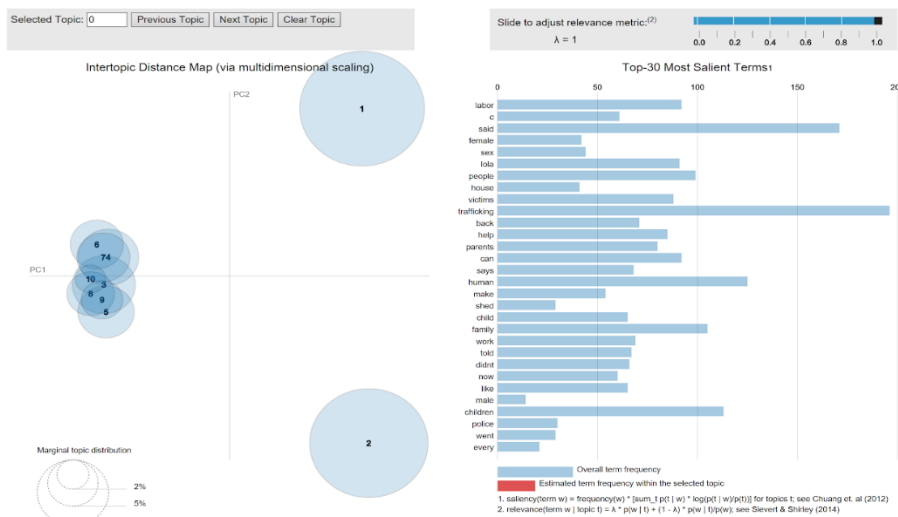 Selected Topic: 0 Previous Topic Next Topic Clear Topic
Slide to adjust relevance metric:(2)
λ = 1
0.0 0.2 0.4 0.6 0.8 1.0
Intertopic Distance Map (via multidimensional scaling)
PC2
PC1
1
6
74
10
3
8
9
5
2
Marginal topic distribution
2%
5%
Top-30 Most Salient Terms1
0 50 100 150 20
labor
c
said
female
sex
lola
people
house
victims
trafficking
back
help
parents
can
says
human
make
shed
child
family
work
told
didnt
now
like
male
children
police
went
every
Overall term frequency
Estimated term frequency within the selected topic
1. saliency(term w) = frequency(w) * [sum_t p(t | w) * log(p(t | w)/p(t))] for topics t; see Chuang et. al (2012)
2. relevance(term w | topic t) = λ * p(w | t) + (1 - λ) * p(w | t)/p(w); see Sievert & Shirley (2014)